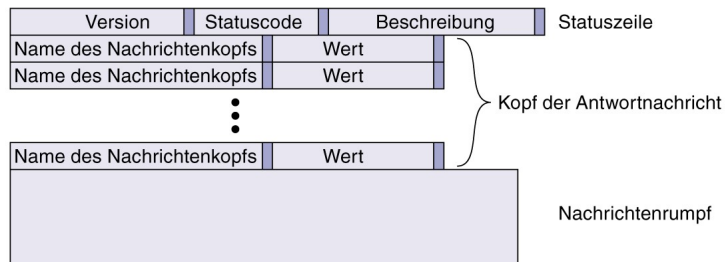 Version Statuscode Beschreibung Statuszeile
Name des Nachrichtenkopfs Wert
Name des Nachrichtenkopfs Wert
Kopf der Antwortnachricht
Name des Nachrichtenkopfs Wert
Nachrichtenrumpf